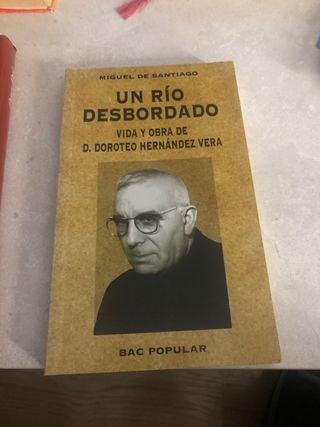 MIGUEL DE SANTIAGO
UN RÍO
DESBORDADO
VIDA Y OBRA DE
D. DOROTEO HERNÁNDEZ VERA
BAC POPULAR